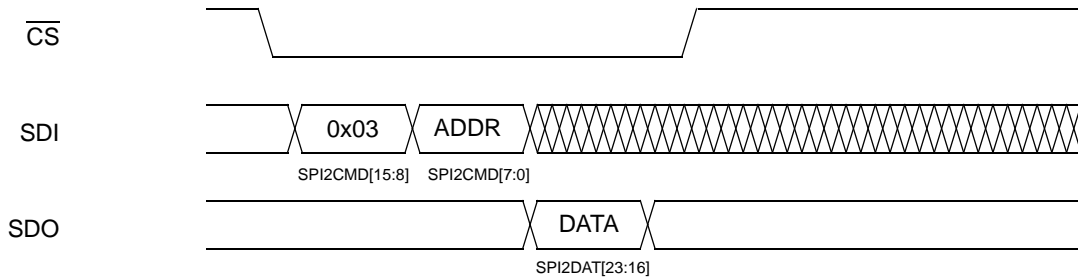 CS
SDI 0x03 ADDR
SPI2CMD[15:8] SPI2CMD[7:0]
SDO DATA
SPI2DAT[23:16]